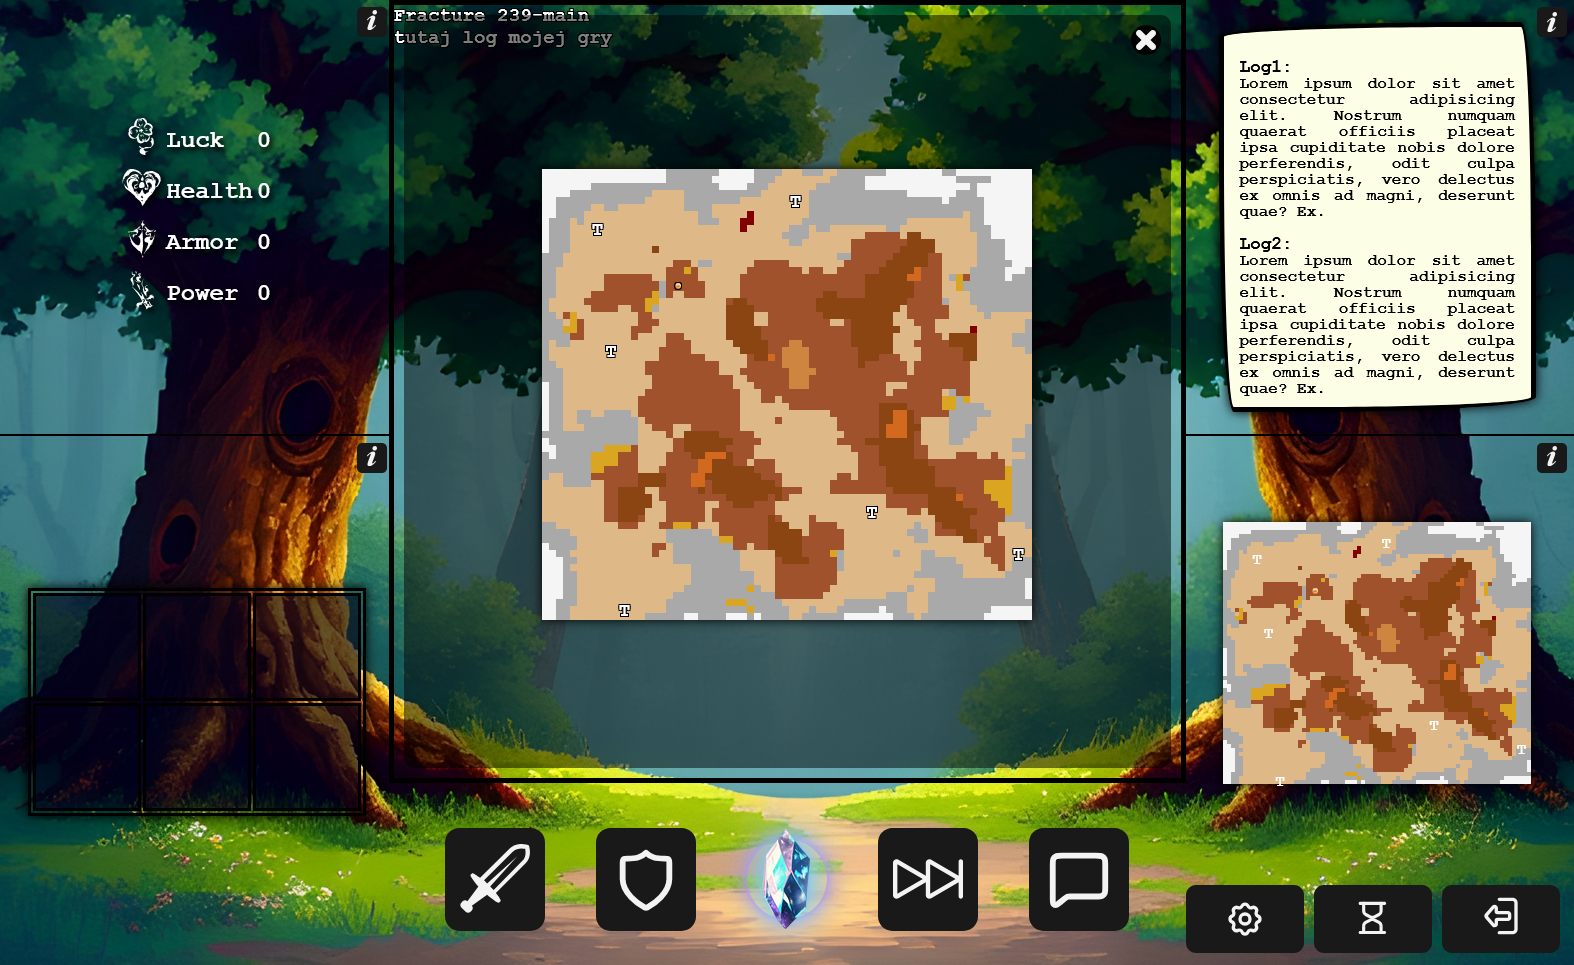 Fracture 239-main
tutaj log mojej gry
Luck 0
Health 0
Armor 0
Power 0
i
i
i
i
Log1:
Lorem ipsum dolor sit amet
consectetur adipisicing
elit. Nostrum numquam
quaerat officiis placeat
ipsa cupiditate nobis dolore
perferendis, odit culpa
perspiciatis, vero delectus
ex omnis ad magni, deserunt
quae? Ex.
Log2:
Lorem ipsum dolor sit amet
consectetur adipisicing
elit. Nostrum numquam
quaerat officiis placeat
ipsa cupiditate nobis dolore
perferendis, odit culpa
perspiciatis, vero delectus
ex omnis ad magni, deserunt
quae? Ex.
T
T
T
T
T
T
T
T
T
T
T
T